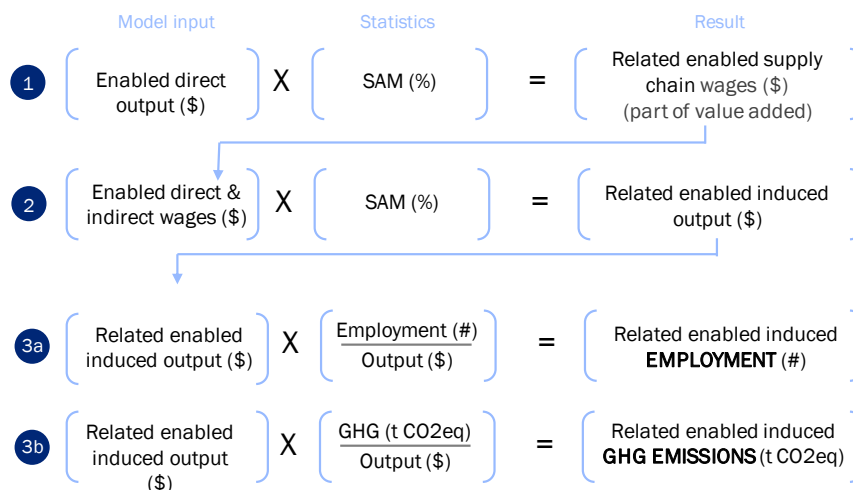 Model input
Statistics
Result
1
Enabled direct
output ($)
X
SAM (%)
=
Related enabled supply
chain wages ($)
(part of value added)
2
Enabled direct &
indirect wages ($)
X
SAM (%)
=
Related enabled induced
output ($)
3a
Related enabled
induced output ($)
X
Employment (#)
Output ($)
=
Related enabled induced
EMPLOYMENT (#)
3b
Related enabled
induced output
($)
X
GHG (t CO2eq)
Output ($)
=
Related enabled induced
GHG EMISSIONS (t CO2eq)